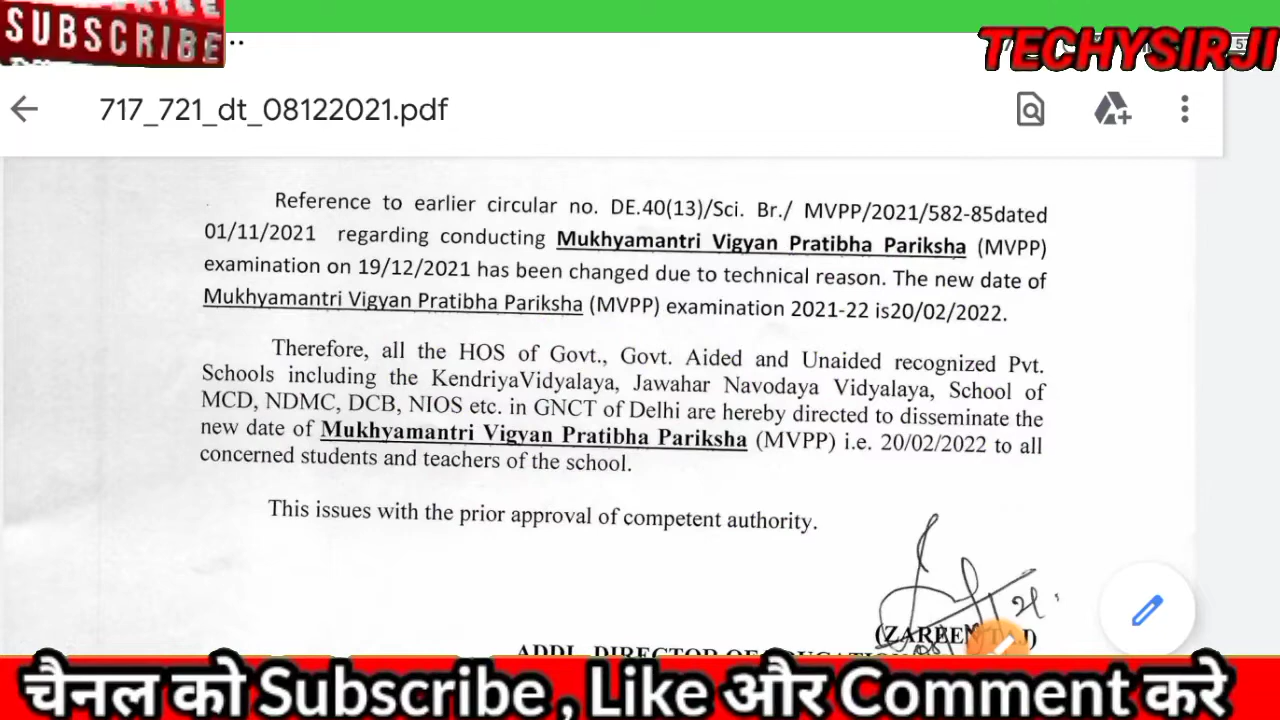 SUBSCRIBE
TECHYSIRJI
717_721_dt_08122021.pdf
Reference to earlier circular no. DE.40(13)/Sci. Br./ MVPP/2021/582-85dated
01/11/2021 regarding conducting Mukhyamantri Vigyan Pratibha Pariksha (MVPP)
examination on 19/12/2021 has been changed due to technical reason. The new date of
Mukhyamantri Vigyan Pratibha Pariksha (MVPP) examination 2021-22 is20/02/2022.
Therefore, all the HOS of Govt., Govt. Aided and Unaided recognized Pvt.
Schools including the KendriyaVidyalaya, Jawahar Navodaya Vidyalaya, School of
MCD, NDMC, DCB, NIOS etc. in GNCT of Delhi are hereby directed to disseminate the
new date of Mukhyamantri Vigyan Pratibha Pariksha (MVPP) i.e. 20/02/2022 to all
concerned students and teachers of the school.
This issues with the prior approval of competent authority.
(ZAREEN
ADDL. DIRECTOR OF
चैनल को Subscribe , Like और Comment करे